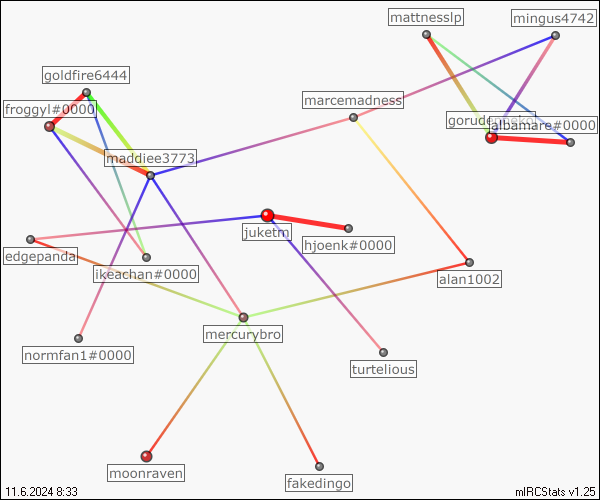 mattnesslp
mingus4742
goldfire6444
marcemadness
froggyl#0000
albamare#0000
maddiee3773
juketm
hjoenk#0000
edgepanda
ikeachan#0000
alan1002
mercurybro
normfan1#0000
turtelious
moonraven
fakedingo
11.6.2024 8:33
mIRCStats v1.25